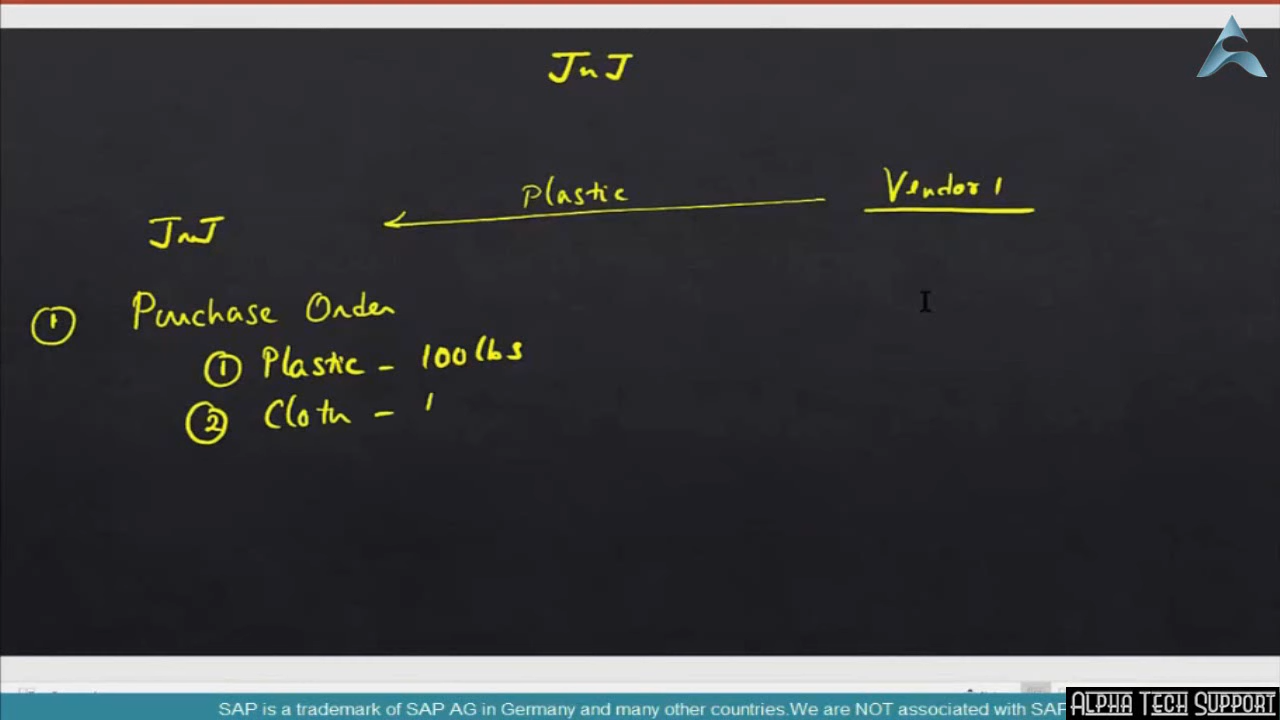 JnJ
Plastic
Vendor 1
JnJ
① Purchase Order
① Plastic - 100 lbs
② Cloth - 1
SAP is a trademark of SAP AG in Germany and many other countries.We are NOT associated with SAP
ALPHA TECH SUPPORT